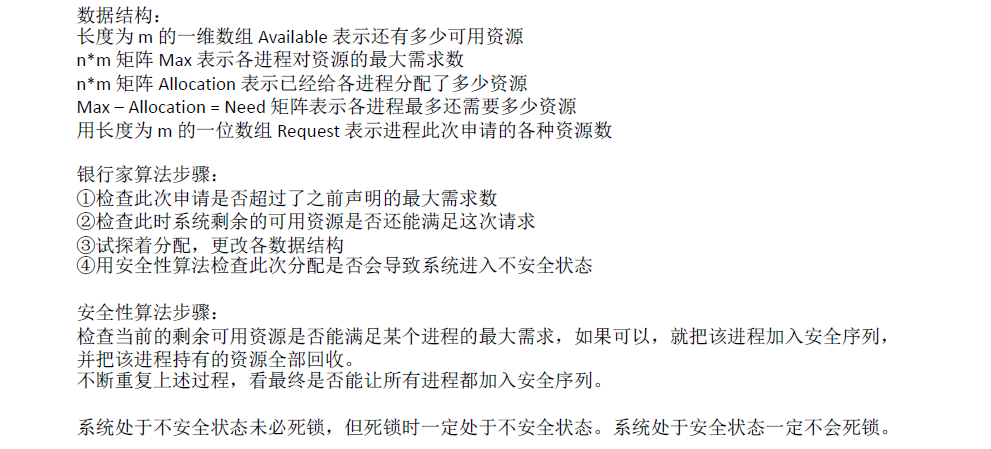 数据结构：
长度为 m 的一维数组 Available 表示还有多少可用资源
n*m 矩阵 Max 表示各进程对资源的最大需求数
n*m 矩阵 Allocation 表示已经给各进程分配了多少资源
Max – Allocation = Need 矩阵表示各进程最多还需要多少资源
用长度为 m 的一位数组 Request 表示进程此次申请的各种资源数
银行家算法步骤：
①检查此次申请是否超过了之前声明的最大需求数
②检查此时系统剩余的可用资源是否还能满足这次请求
③试探着分配，更改各数据结构
④用安全性算法检查此次分配是否会导致系统进入不安全状态
安全性算法步骤：
检查当前的剩余可用资源是否能满足某个进程的最大需求，如果可以，就把该进程加入安全序列，
并把该进程持有的资源全部回收。
不断重复上述过程，看最终是否能让所有进程都加入安全序列。
系统处于不安全状态未必死锁，但死锁时一定处于不安全状态。系统处于安全状态一定不会死锁。